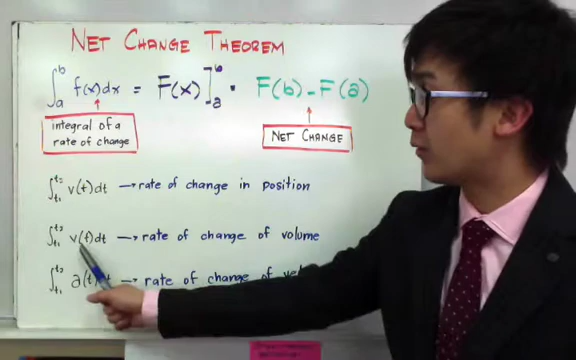 NET CHANGE THEOREM
∫ₐᵇ f(x)dx = F(x)]ₐᵇ = F(b) - F(a)
integral of a
rate of change
NET CHANGE
∫ₜ₁ᵗ² v(t)dt → rate of change in position
∫ₜ₁ᵗ² v(t)dt → rate of change of volume
∫ₜ₁ᵗ² a(t) → rate of change of